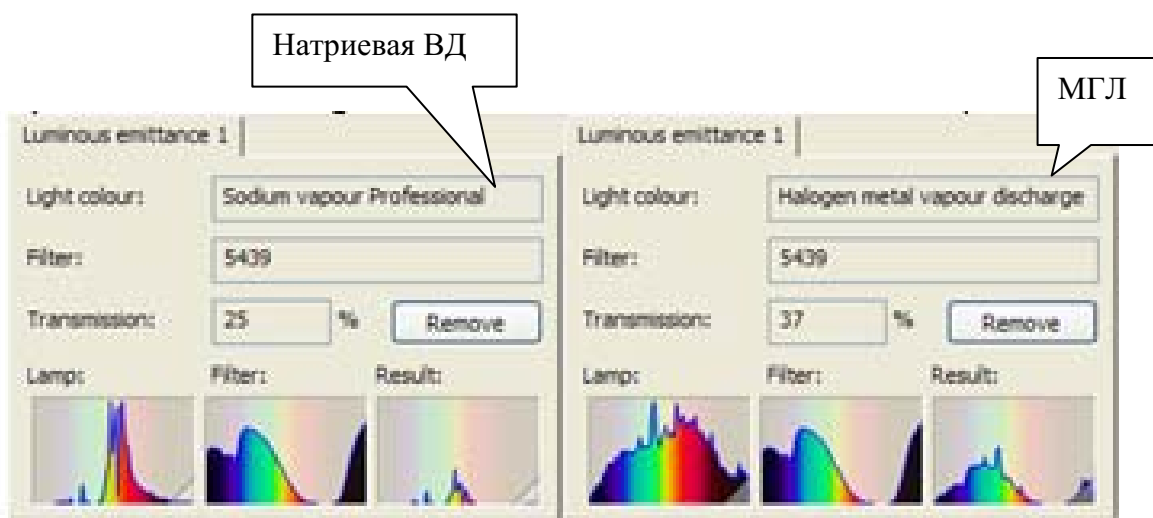 Натриевая ВД
МГЛ
Luminous emittance 1
Light colour: Sodium vapour Professional
Filter: 5439
Transmission: 25 % Remove
Lamp: Filter: Result:
Luminous emittance 1
Light colour: Halogen metal vapour discharge
Filter: 5439
Transmission: 37 % Remove
Lamp: Filter: Result: